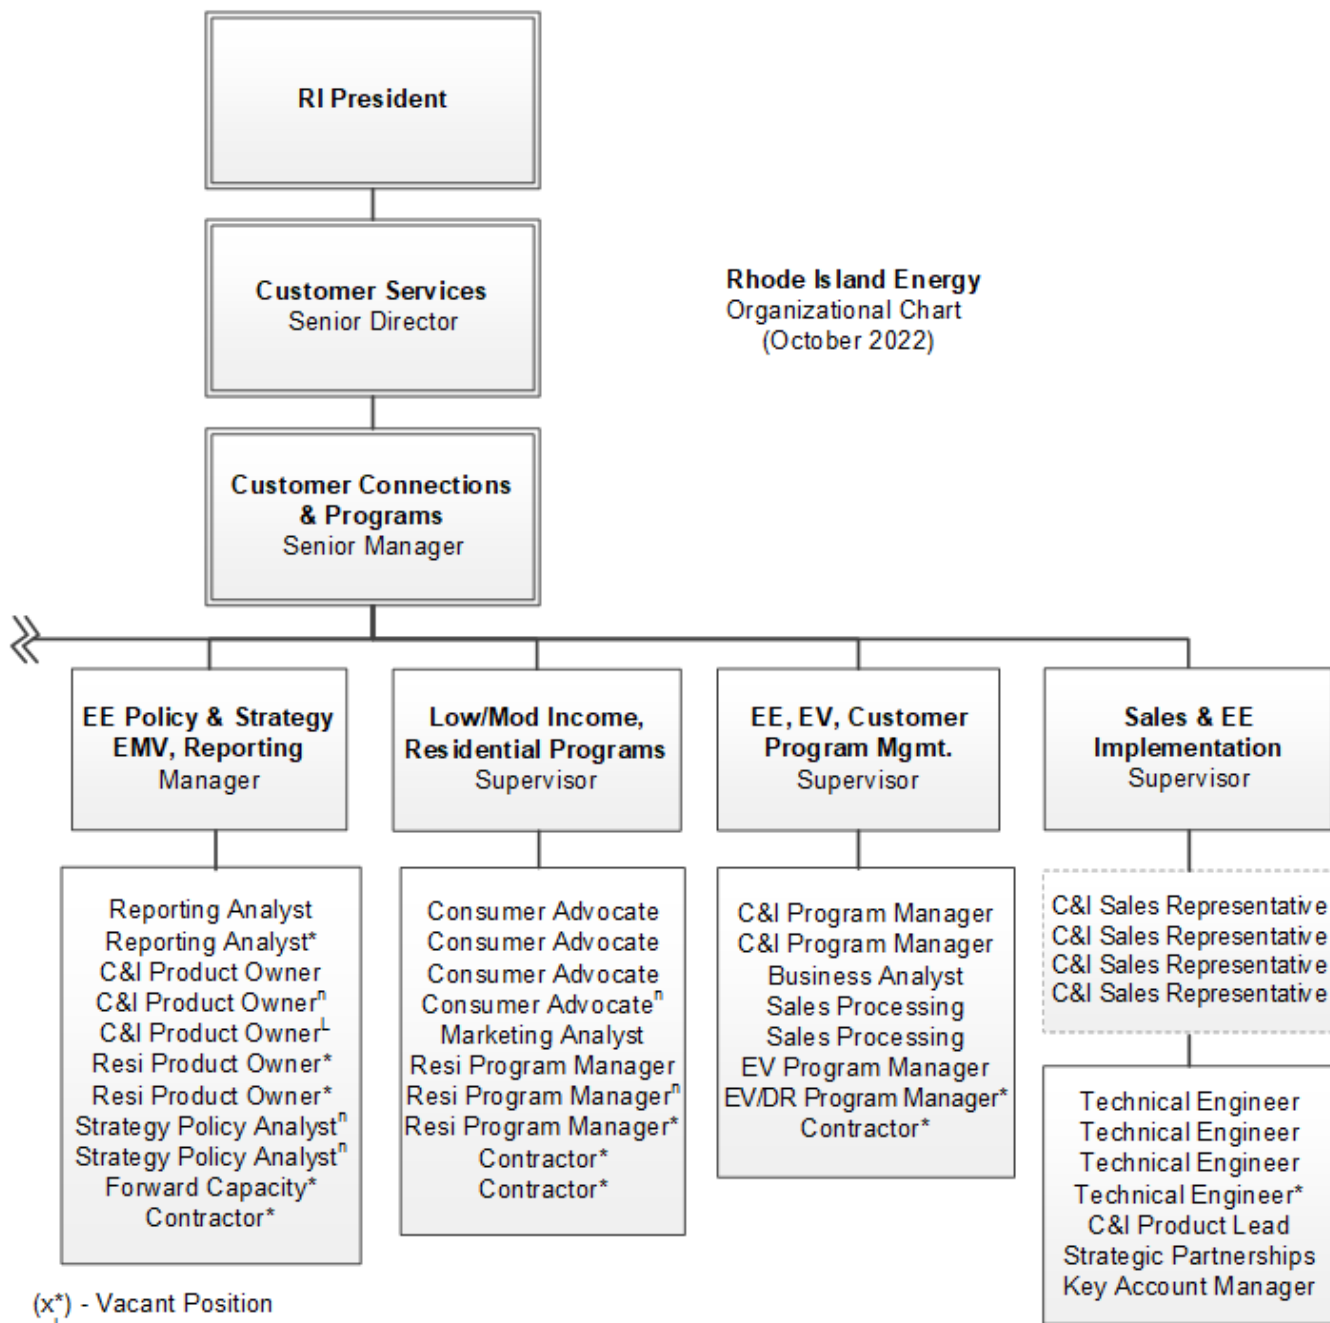 RI President
Customer Services
Senior Director
Rhode Island Energy
Organizational Chart
(October 2022)
Customer Connections
& Programs
Senior Manager
EE Policy & Strategy
EMV, Reporting
Manager
Low/Mod Income,
Residential Programs
Supervisor
EE, EV, Customer
Program Mgmt.
Supervisor
Sales & EE
Implementation
Supervisor
Reporting Analyst
Reporting Analyst*
C&I Product Owner
C&I Product Ownerⁿ
C&I Product Ownerᴸ
Resi Product Owner*
Resi Product Owner*
Strategy Policy Analystⁿ
Strategy Policy Analystⁿ
Forward Capacity*
Contractor*
Consumer Advocate
Consumer Advocate
Consumer Advocate
Consumer Advocateⁿ
Marketing Analyst
Resi Program Manager
Resi Program Managerⁿ
Resi Program Manager*
Contractor*
Contractor*
C&I Program Manager
C&I Program Manager
Business Analyst
Sales Processing
Sales Processing
EV Program Manager
EV/DR Program Manager*
Contractor*
C&I Sales Representative
C&I Sales Representative
C&I Sales Representative
C&I Sales Representative
Technical Engineer
Technical Engineer
Technical Engineer
Technical Engineer*
C&I Product Lead
Strategic Partnerships
Key Account Manager
(x*) - Vacant Position